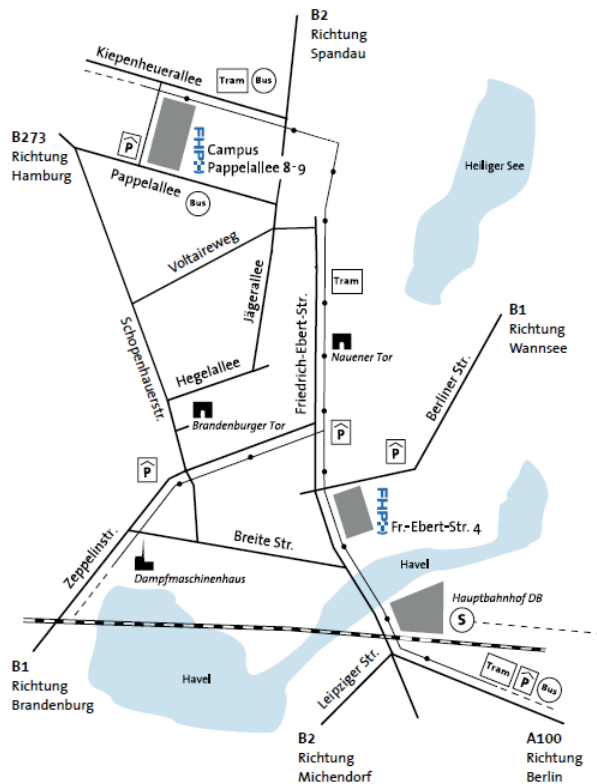 B2
Richtung
Spandau
Kiepenheuerallee
Tram
Bus
Heiliger See
B273
Richtung
Hamburg
P
FHP
Campus
Pappelallee 8-9
Pappelallee
Bus
Voltaireweg
Jägerallee
Tram
Friedrich-Ebert-Str.
B1
Richtung
Wannsee
Schopenhauerstr.
Nauener Tor
Berliner Str.
Hegelallee
Brandenburger Tor
P
P
P
FHP
Fr.-Ebert-Str. 4
Zeppelinstr.
Breite Str.
Havel
Dampfmaschinenhaus
Hauptbahnhof DB
S
B1
Richtung
Brandenburg
Havel
Leipziger Str.
Tram
P
Bus
B2
Richtung
Michendorf
A100
Richtung
Berlin